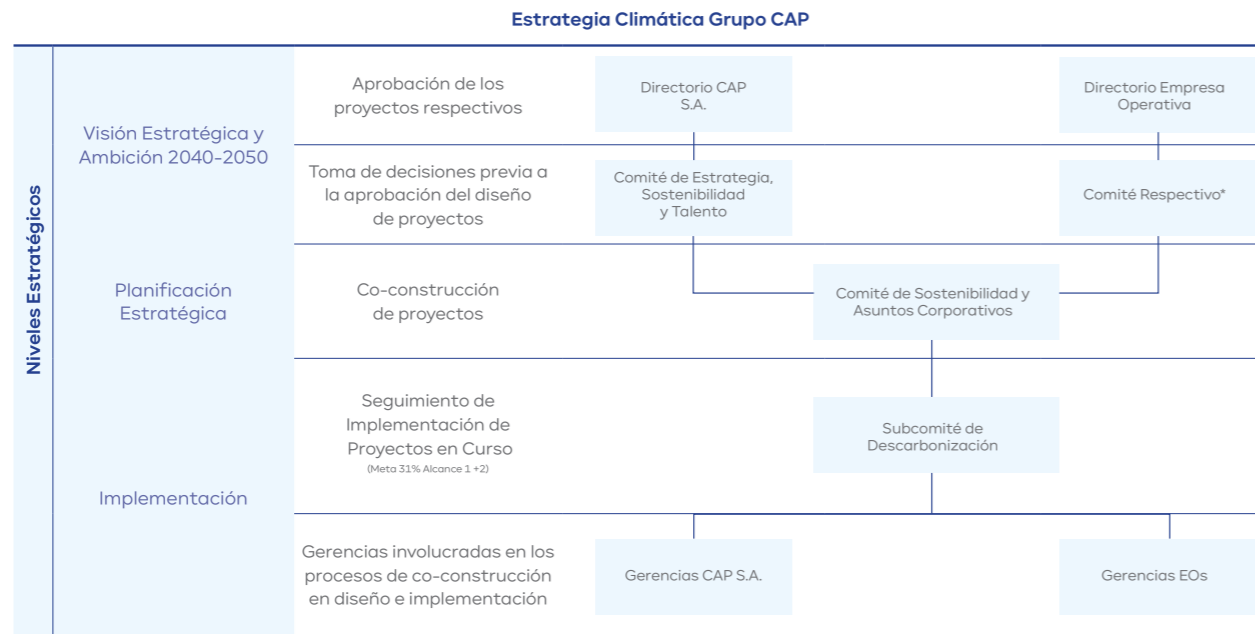 Estrategia Climática Grupo CAP
Niveles Estratégicos
Visión Estratégica y
Ambición 2040-2050
Aprobación de los
proyectos respectivos
Directorio CAP
S.A.
Directorio Empresa
Operativa
Toma de decisiones previa a
la aprobación del diseño
de proyectos
Comité de Estrategia,
Sostenibilidad
y Talento
Comité Respectivo*
Planificación
Estratégica
Co-construcción
de proyectos
Comité de Sostenibilidad y
Asuntos Corporativos
Implementación
Seguimiento de
Implementación de
Proyectos en Curso
(Meta 31% Alcance 1 +2)
Subcomité de
Descarbonización
Gerencias involucradas en los
procesos de co-construcción
en diseño e implementación
Gerencias CAP S.A.
Gerencias EOs